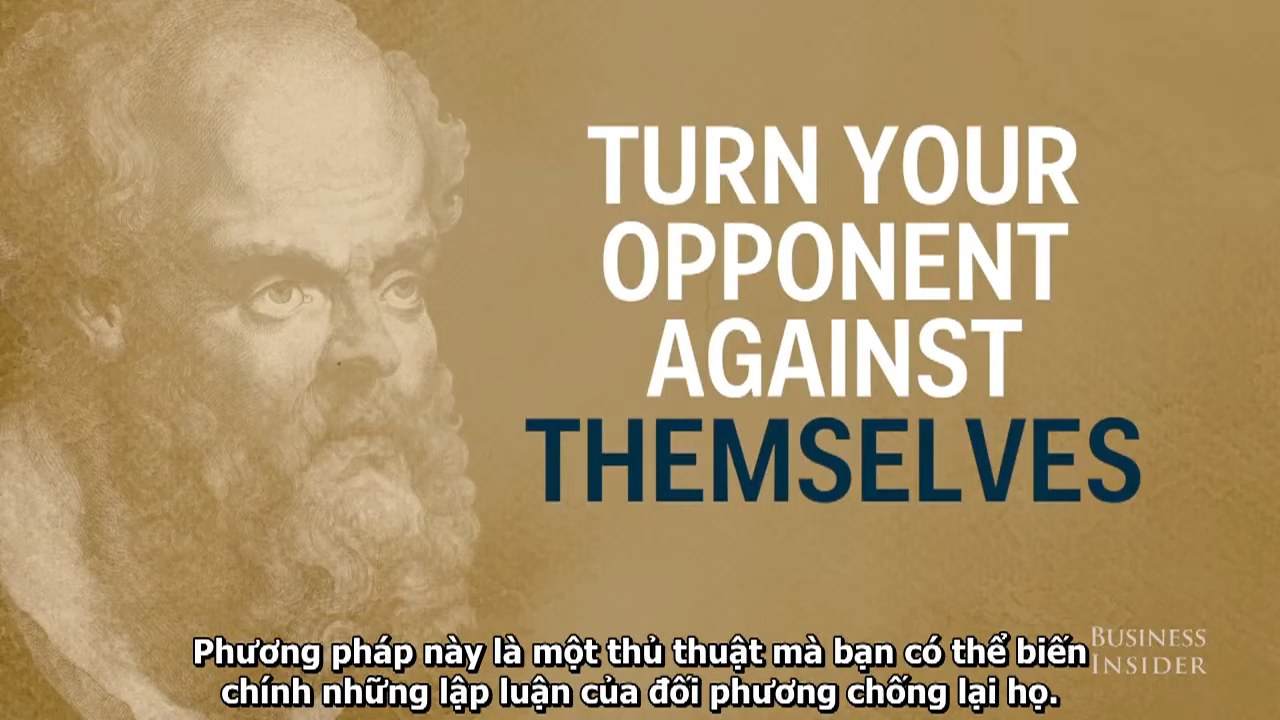 TURN YOUR
OPPONENT
AGAINST
THEMSELVES
Phương pháp này là một thủ thuật mà bạn có thể biến
chính những lập luận của đối phương chống lại họ.
BUSINESS
INSIDER